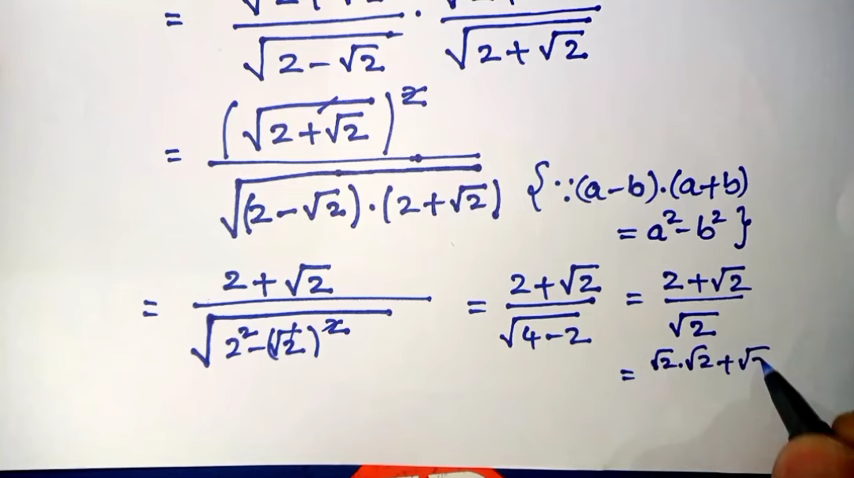 = √2+√2 / √2-√2 · √2+√2 / √2+√2
= (√2+√2)² / √(2-√2)·(2+√2) {∵(a-b)·(a+b)
= a²-b²}
= 2+√2 / √2²-(√2)² = 2+√2 / √4-2 = 2+√2 / √2
= √2·√2+√2